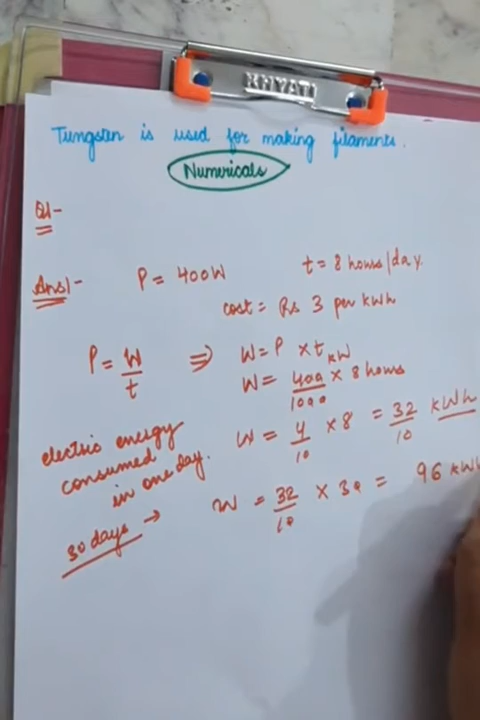 KHYATI
Tungsten is used for making filaments.
Numericals
Q1-
Ans1- P = 400W t = 8 hours/day.
cost = Rs 3 per kWh
P = W/t ⇒ W = P × t
W = 400/1000 kW × 8 hours
electric energy consumed in one day. W = 4/10 × 8 = 32/10 kWh
30 days → W = 32/10 × 30 = 96 kWh